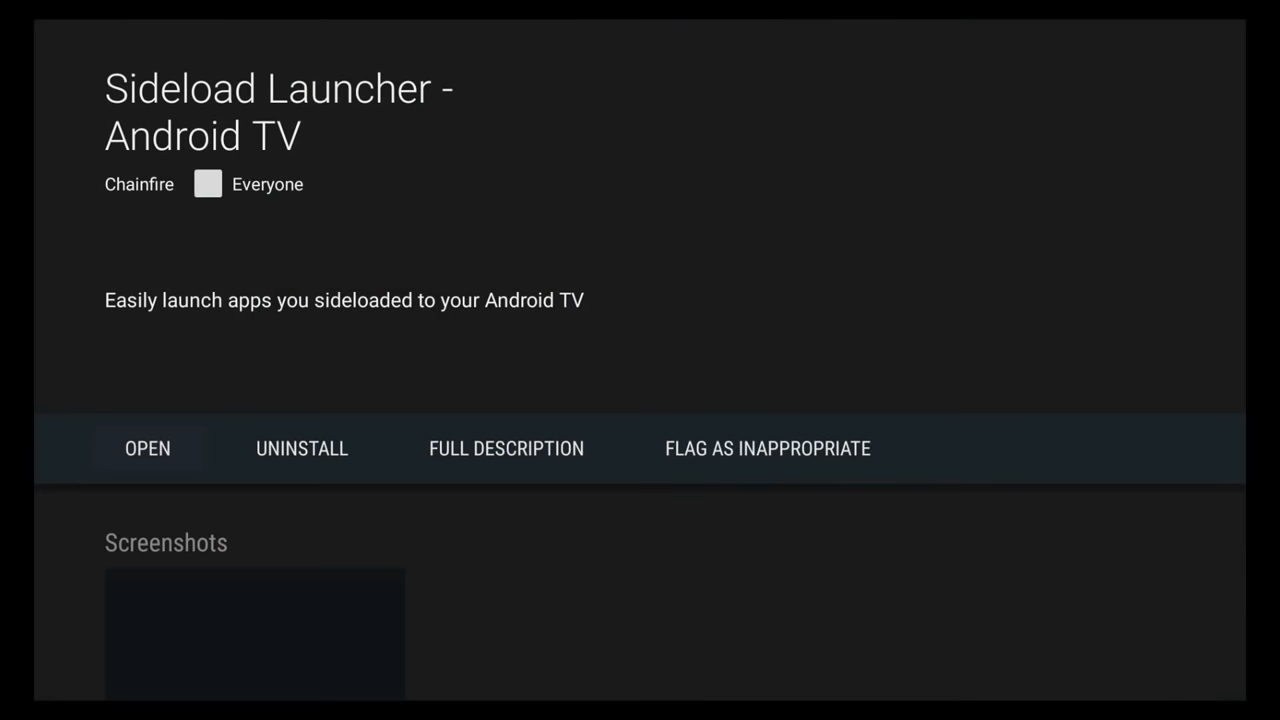 Sideload Launcher -
Android TV
Chainfire Everyone
Easily launch apps you sideloaded to your Android TV
OPEN UNINSTALL FULL DESCRIPTION FLAG AS INAPPROPRIATE
Screenshots